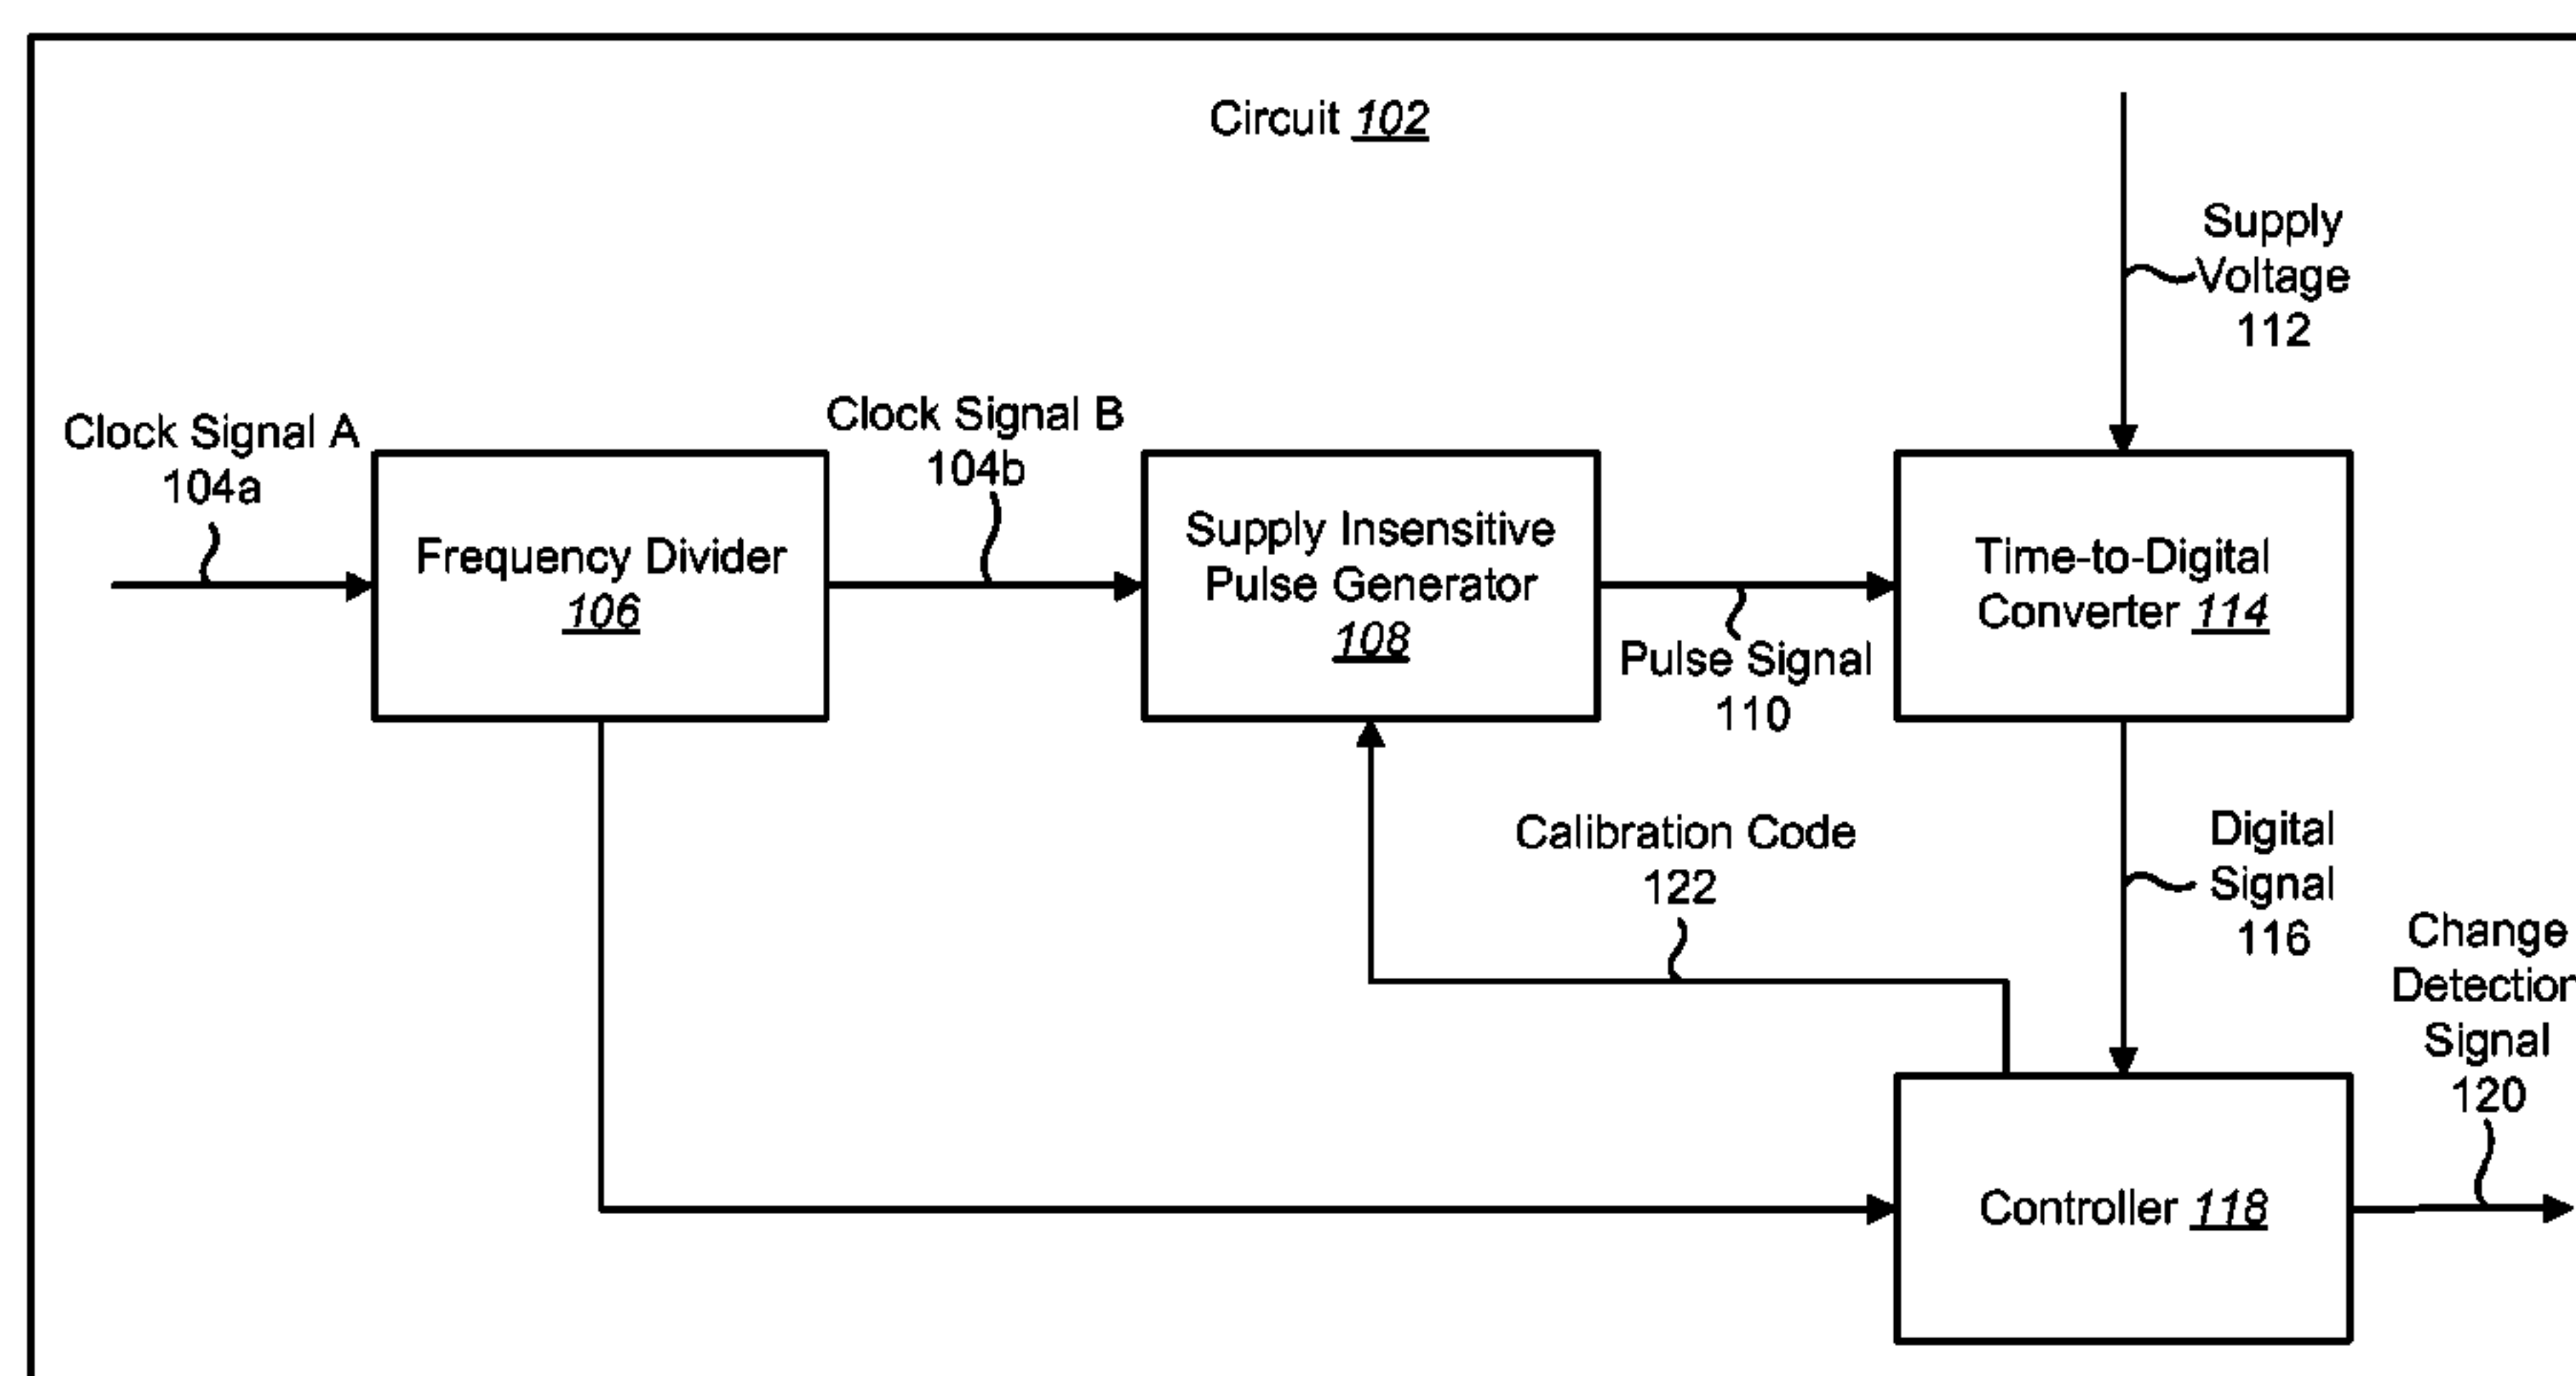 Circuit 102
Supply
Voltage
112
Clock Signal A
104a
Clock Signal B
104b
Frequency Divider
106
Supply Insensitive
Pulse Generator
108
Time-to-Digital
Converter 114
Pulse Signal
110
Calibration Code
122
Digital
Signal
116
Change
Detection
Signal
120
Controller 118